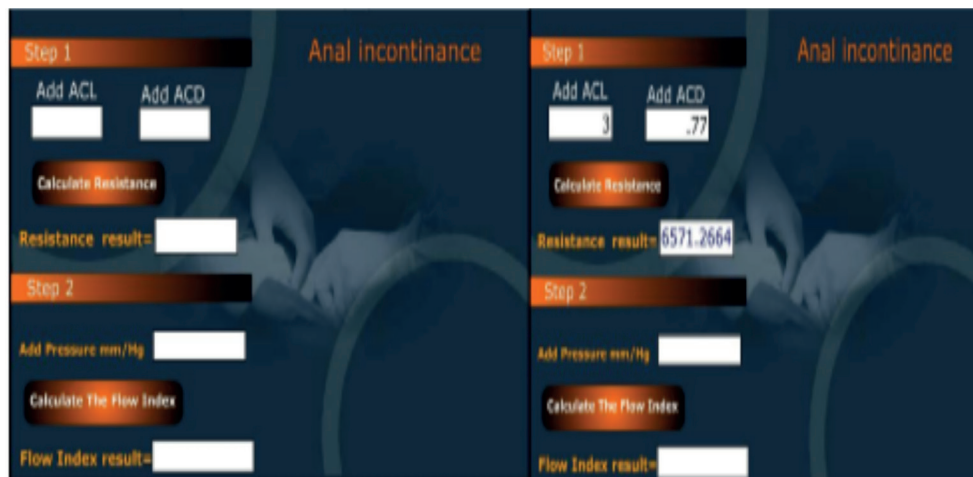 Step 1
Anal incontinance
Add ACL Add ACD
Calculate Resistance
Resistance result=
Step 2
Add Pressure mm/Hg
Calculate The Flow Index
Flow Index result=
Step 1
Anal incontinance
Add ACL Add ACD
3 .77
Calculate Resistance
Resistance result= 6571.2664
Step 2
Add Pressure mm/Hg
Calculate The Flow Index
Flow Index result=